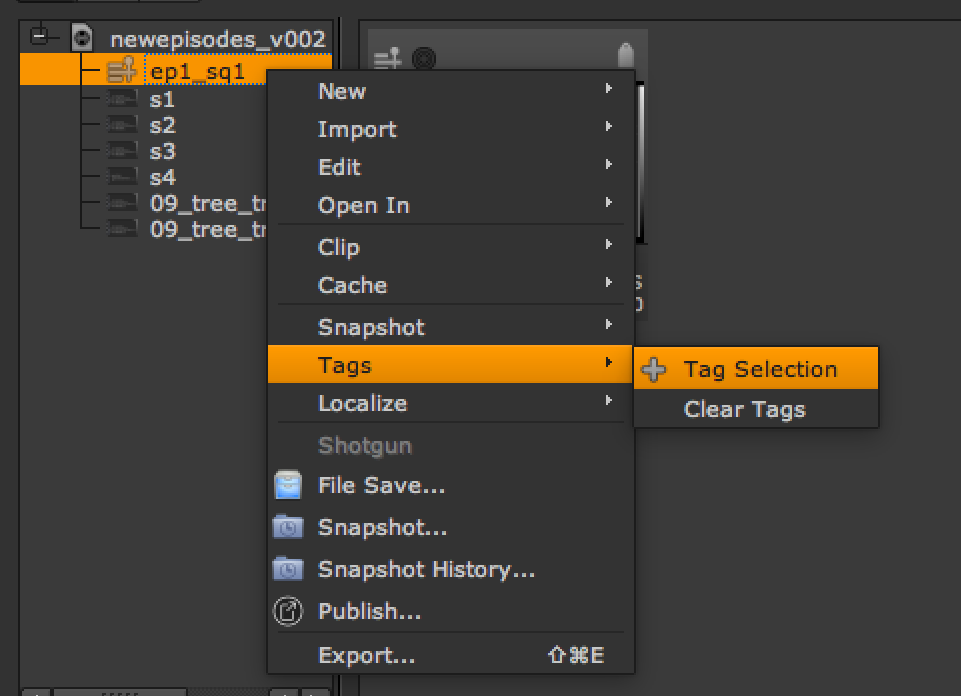 newepisodes_v002
ep1_sq1
s1
s2
s3
s4
09_tree_tr
09_tree_tr
New
Import
Edit
Open In
Clip
Cache
Snapshot
Tags
Localize
Shotgun
File Save...
Snapshot...
Snapshot History...
Publish...
Export... ⇧⌘E
Tag Selection
Clear Tags